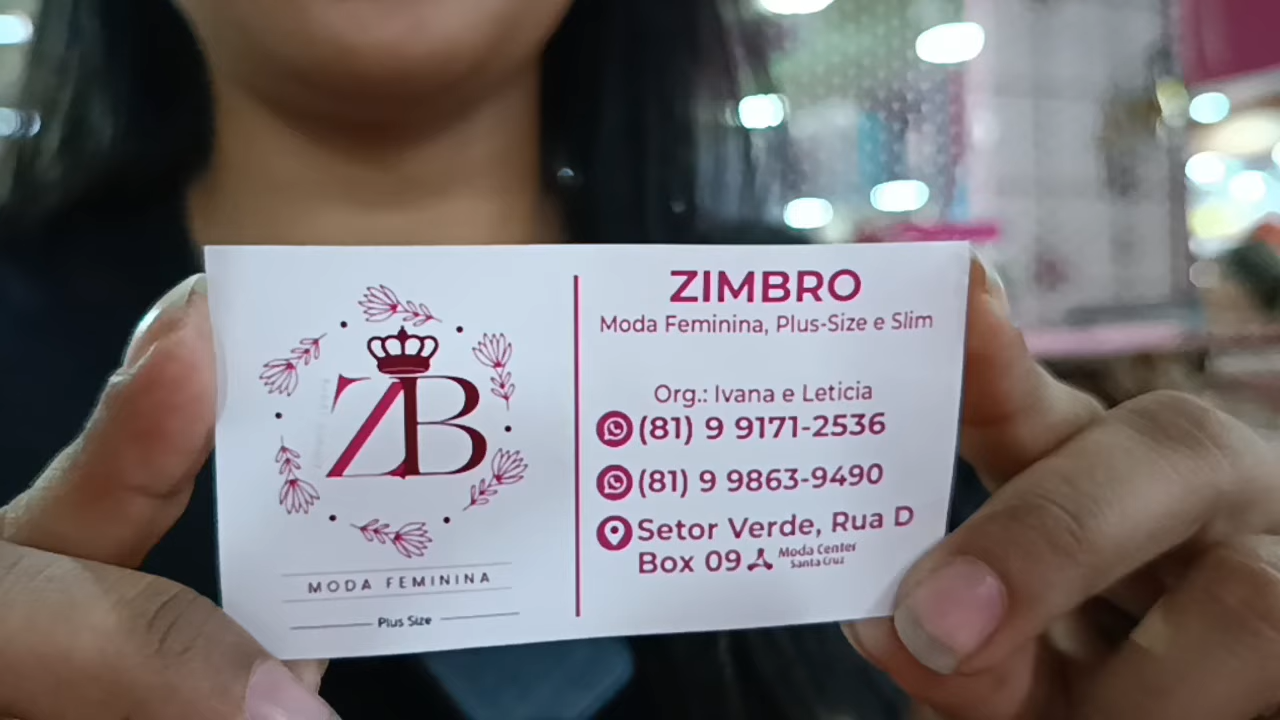 ZB
MODA FEMININA
Plus Size
ZIMBRO
Moda Feminina, Plus-Size e Slim
Org.: Ivana e Leticia
(81) 9 9171-2536
(81) 9 9863-9490
Setor Verde, Rua D
Box 09 Moda Center
Santa Cruz